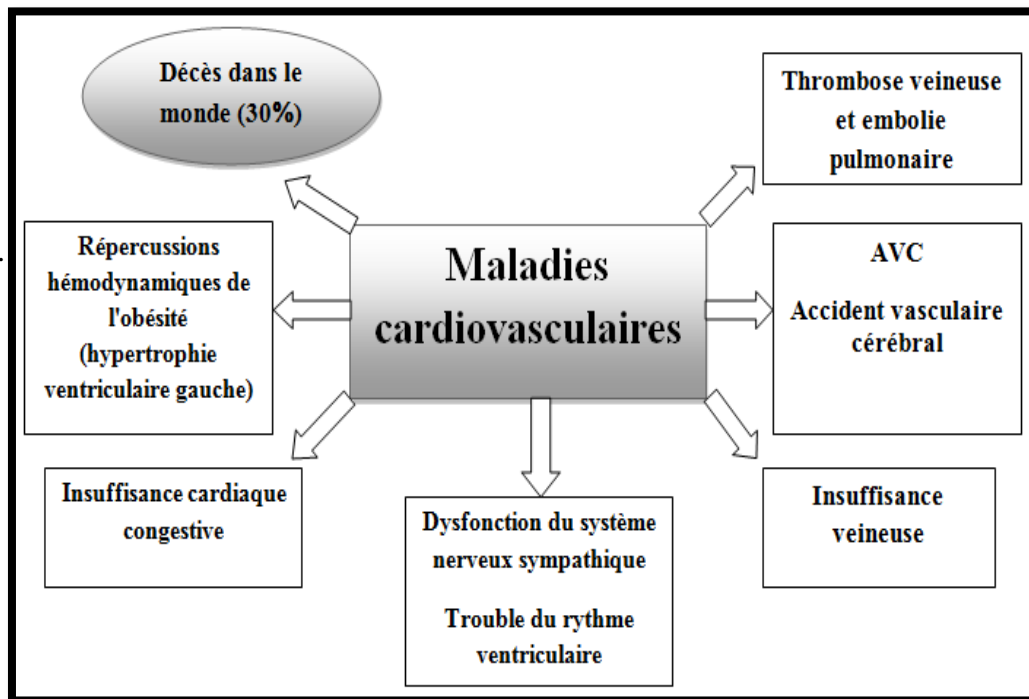 Décès dans le
monde (30%)
Thrombose veineuse
et embolie
pulmonaire
Maladies
cardiovasculaires
Répercussions
hémodynamiques de
l'obésité
(hypertrophie
ventriculaire gauche)
AVC
Accident vasculaire
cérébral
Insuffisance cardiaque
congestive
Dysfonction du système
nerveux sympathique
Trouble du rythme
ventriculaire
Insuffisance
veineuse